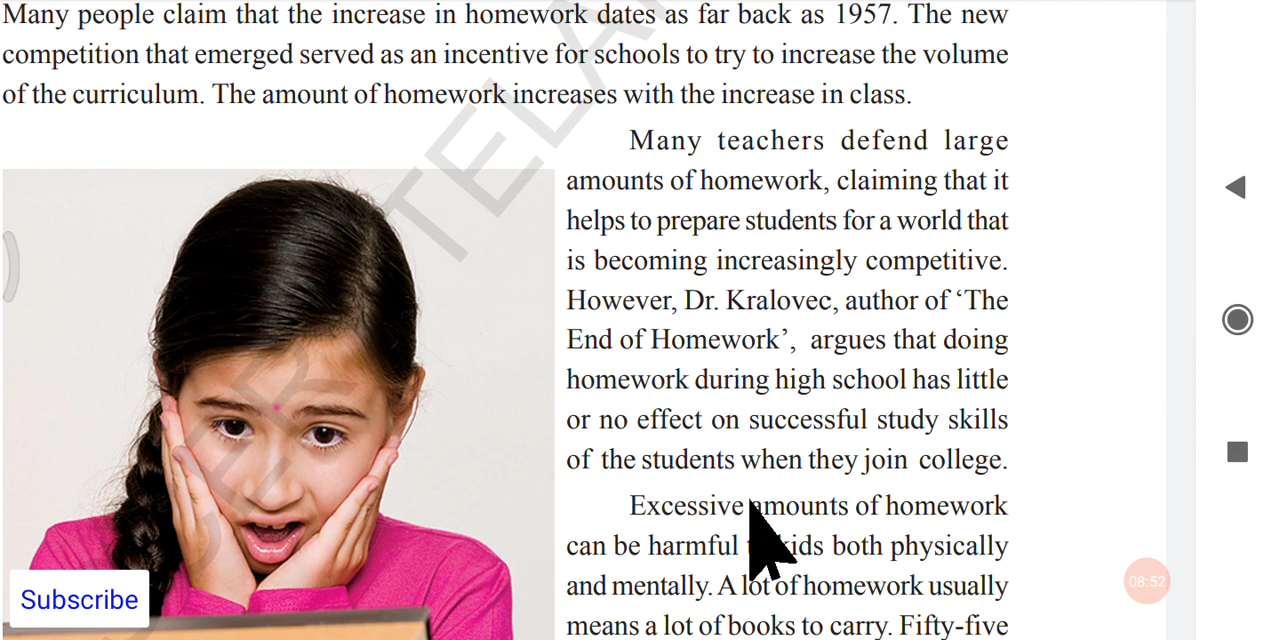 Many people claim that the increase in homework dates as far back as 1957. The new
competition that emerged served as an incentive for schools to try to increase the volume
of the curriculum. The amount of homework increases with the increase in class.
Many teachers defend large
amounts of homework, claiming that it
helps to prepare students for a world that
is becoming increasingly competitive.
However, Dr. Kralovec, author of ‘The
End of Homework’, argues that doing
homework during high school has little
or no effect on successful study skills
of the students when they join college.
Excessive amounts of homework
can be harmful kids both physically
and mentally. A lot of homework usually
means a lot of books to carry. Fifty-five
Subscribe
08:52